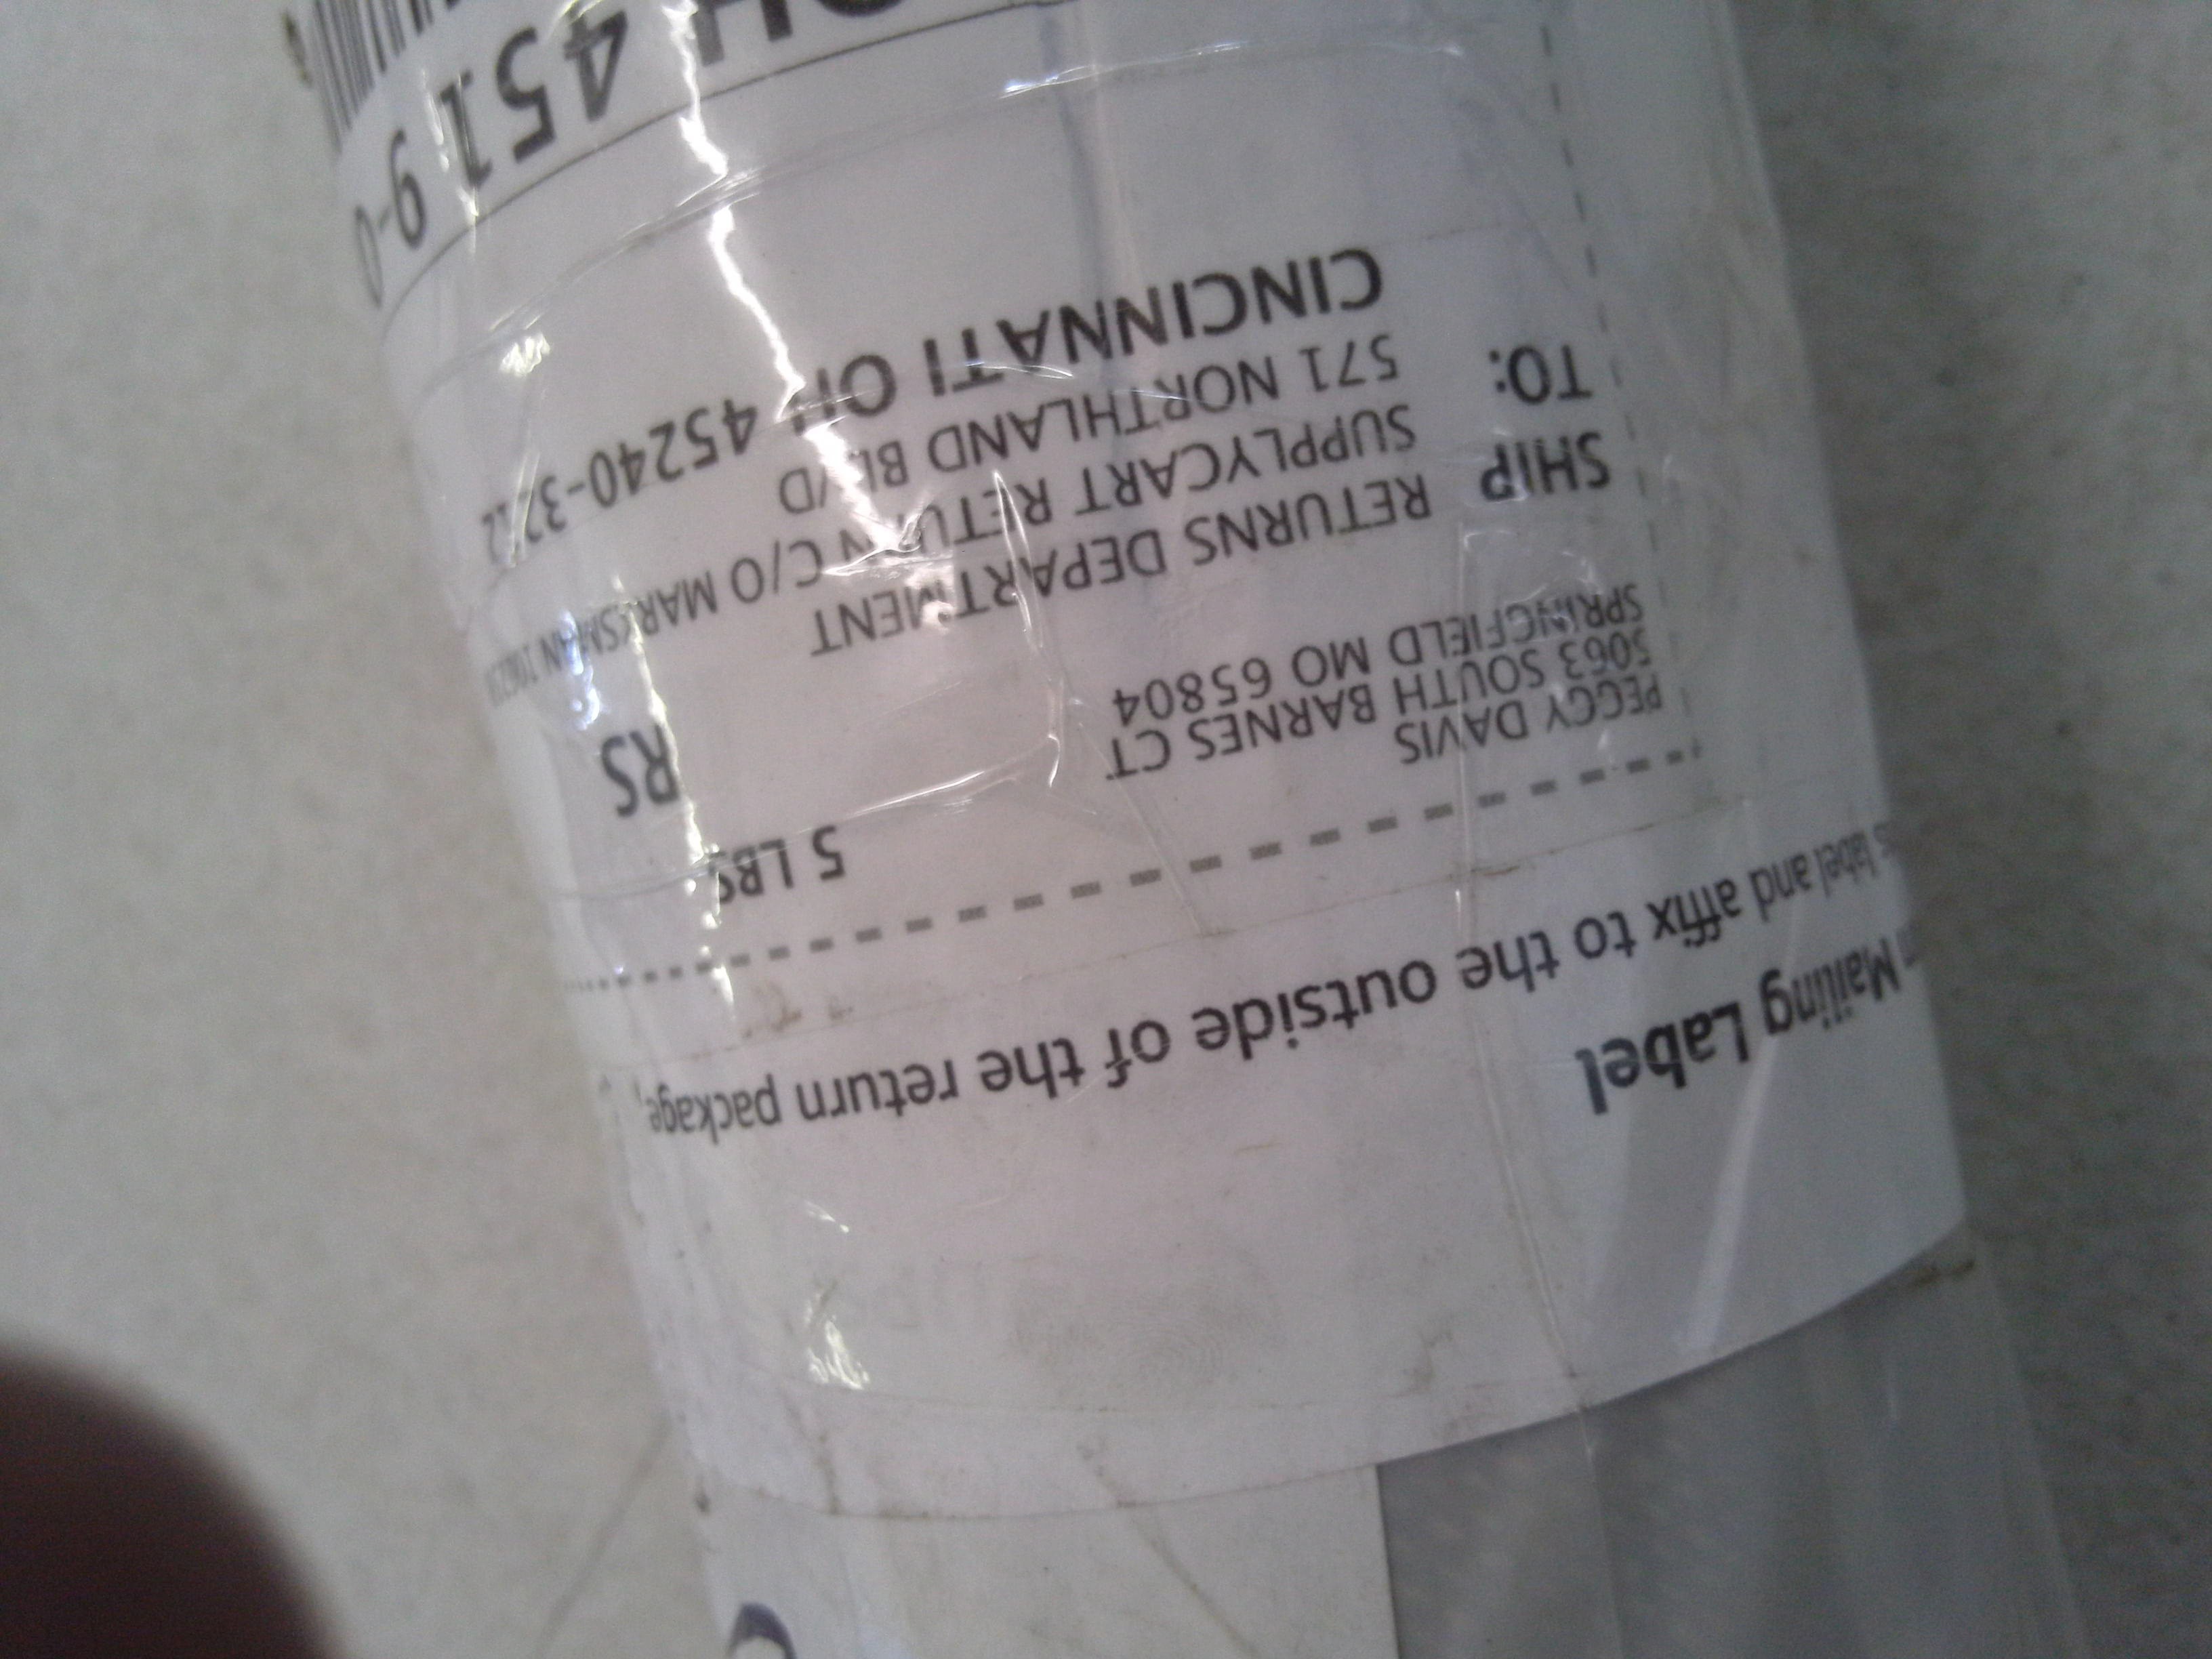 Mailing Label
label and affix to the outside of the return package,
PEGGY DAVIS
5063 SOUTH BARNES CT
SPRINGFIELD MO 65804
5 LBS
RS
SHIP
TO:
RETURNS DEPARTMENT
SUPPLYCART RETURN C/O MARKSMAN
571 NORTHLAND BLVD
CINCINNATI OH 45240-3212
OH 451 9-0